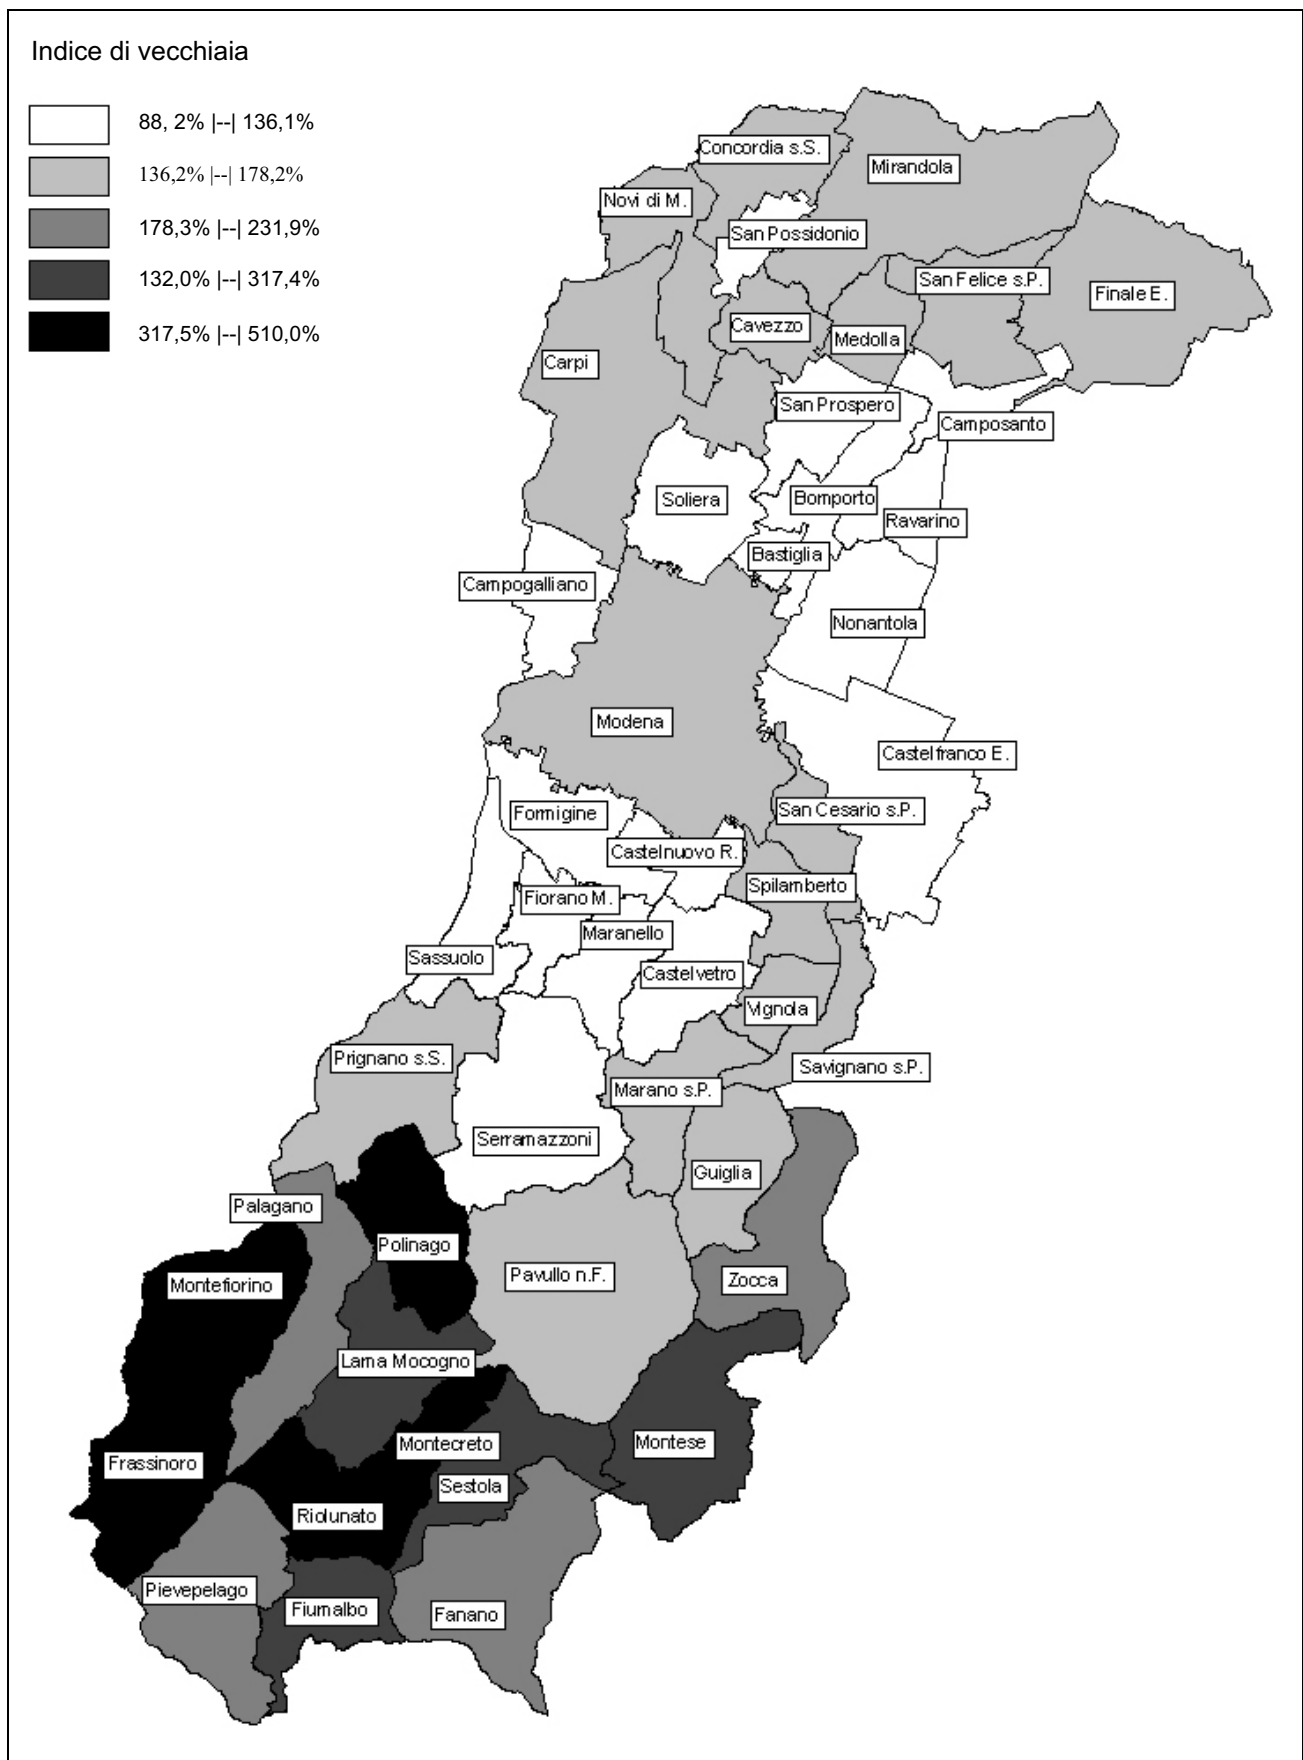 Indice di vecchiaia
88, 2% |--| 136,1%
136,2% |--| 178,2%
178,3% |--| 231,9%
132,0% |--| 317,4%
317,5% |--| 510,0%
Concordia s.S.
Mirandola
Novi di M.
San Possidonio
San Felice s.P.
Finale E.
Cavezzo
Medolla
Carpi
San Prospero
Camposanto
Soliera
Bomporto
Ravarino
Bastiglia
Campogalliano
Nonantola
Modena
Castelfranco E.
Formigine
San Cesario s.P.
Castelnuovo R.
Spilamberto
Fiorano M.
Maranello
Sassuolo
Castelvetro
Vignola
Prignano s.S.
Savignano s.P.
Marano s.P.
Serramazzoni
Guiglia
Palagano
Polinago
Pavullo n.F.
Zocca
Montefiorino
Lama Mocogno
Montecreto
Montese
Frassinoro
Sestola
Riolunato
Pievepelago
Fiumalbo
Fanano